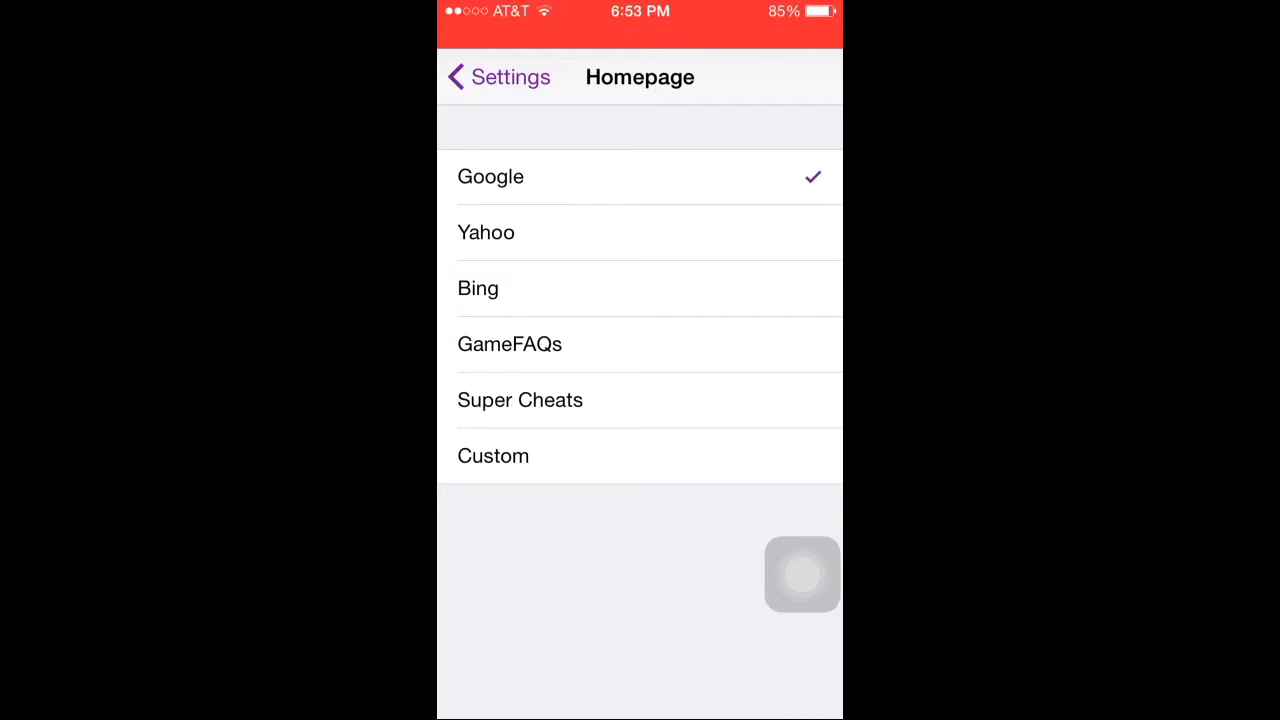 AT&T 6:53 PM 85%
Settings Homepage
Google
Yahoo
Bing
GameFAQs
Super Cheats
Custom